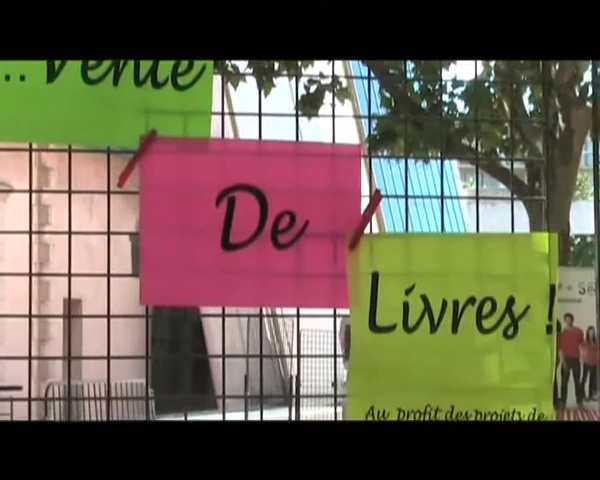 ...Vente
De
Livres !
Au profit des projets de